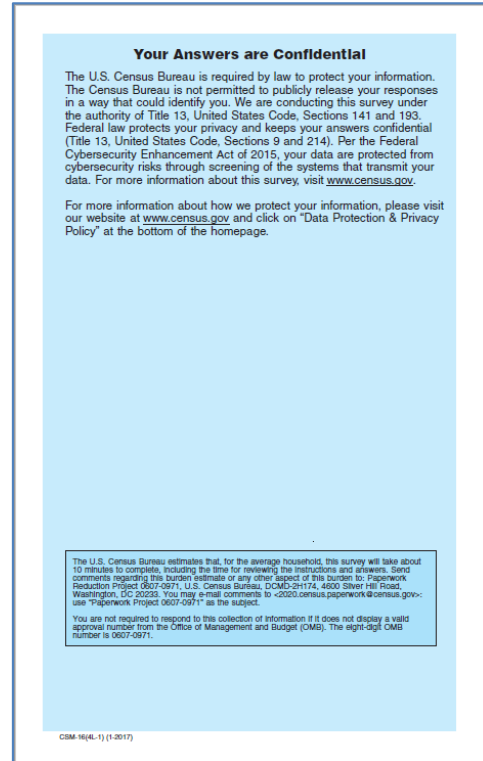 Your Answers are Confidential
The U.S. Census Bureau is required by law to protect your information.
The Census Bureau is not permitted to publicly release your responses
in a way that could identify you. We are conducting this survey under
the authority of Title 13, United States Code, Sections 141 and 193.
Federal law protects your privacy and keeps your answers confidential
(Title 13, United States Code, Sections 9 and 214). Per the Federal
Cybersecurity Enhancement Act of 2015, your data are protected from
cybersecurity risks through screening of the systems that transmit your
data. For more information about this survey, visit www.census.gov.
For more information about how we protect your information, please visit
our website at www.census.gov and click on “Data Protection & Privacy
Policy” at the bottom of the homepage.
The U.S. Census Bureau estimates that, for the average household, this survey will take about
10 minutes to complete, including the time for reviewing the instructions and answers. Send
comments regarding this burden estimate or any other aspect of this burden to: Paperwork
Reduction Project 0607-0971, U.S. Census Bureau, DCMD-2H174, 4600 Silver Hill Road,
Washington, DC 20233. You may e-mail comments to <2020.census.paperwork@census.gov>:
use "Paperwork Project 0607-0971" as the subject.
You are not required to respond to this collection of information if it does not display a valid
approval number from the Office of Management and Budget (OMB). The eight-digit OMB
number is 0607-0971.
CSM-16(4L-1) (1-2017)